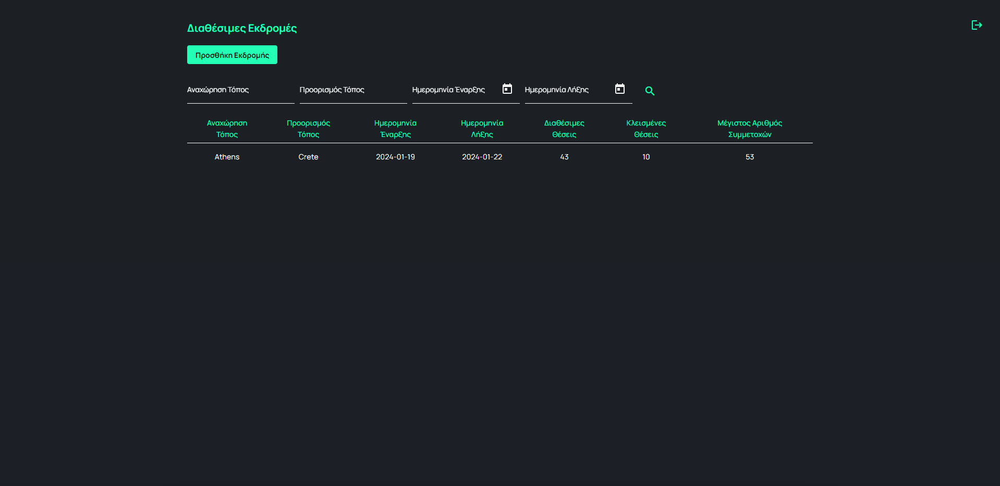 Διαθέσιμες Εκδρομές
Προσθήκη Εκδρομής
Αναχώρηση Τόπος Προορισμός Τόπος Ημερομηνία Έναρξης Ημερομηνία Λήξης
Αναχώρηση Προορισμός Ημερομηνία Ημερομηνία Διαθέσιμες Κλεισμένες Μέγιστος Αριθμός
Τόπος Τόπος Έναρξης Λήξης Θέσεις Θέσεις Συμμετοχών
Athens Crete 2024-01-19 2024-01-22 43 10 53